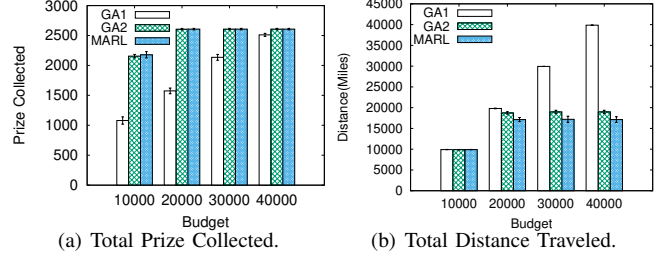 3000
2500
2000
1500
1000
500
0
Prize Collected
GA1
GA2
MARL
10000 20000 30000 40000
Budget
(a) Total Prize Collected.
45000
40000
35000
30000
25000
20000
15000
10000
5000
0
Distance(Miles)
GA1
GA2
MARL
10000 20000 30000 40000
Budget
(b) Total Distance Traveled.